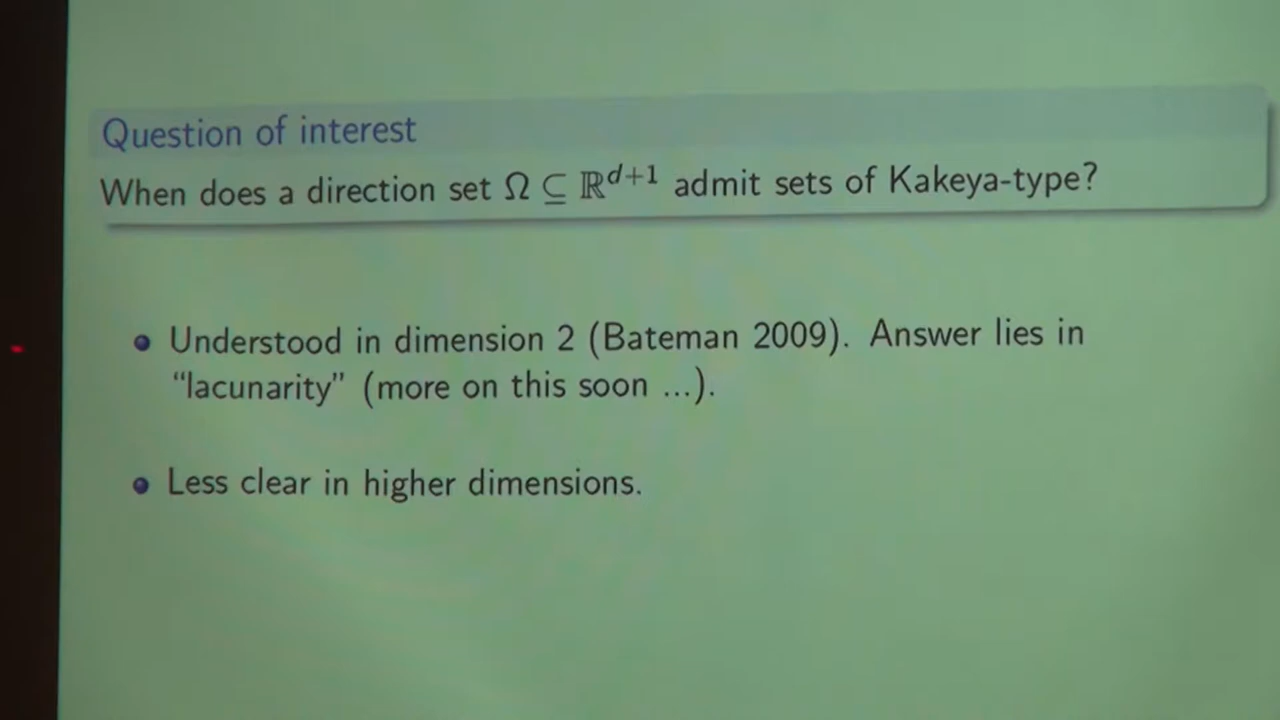 Question of interest
When does a direction set Ω ⊆ ℝ^{d+1} admit sets of Kakeya-type?
• Understood in dimension 2 (Bateman 2009). Answer lies in
“lacunarity” (more on this soon ...).
• Less clear in higher dimensions.